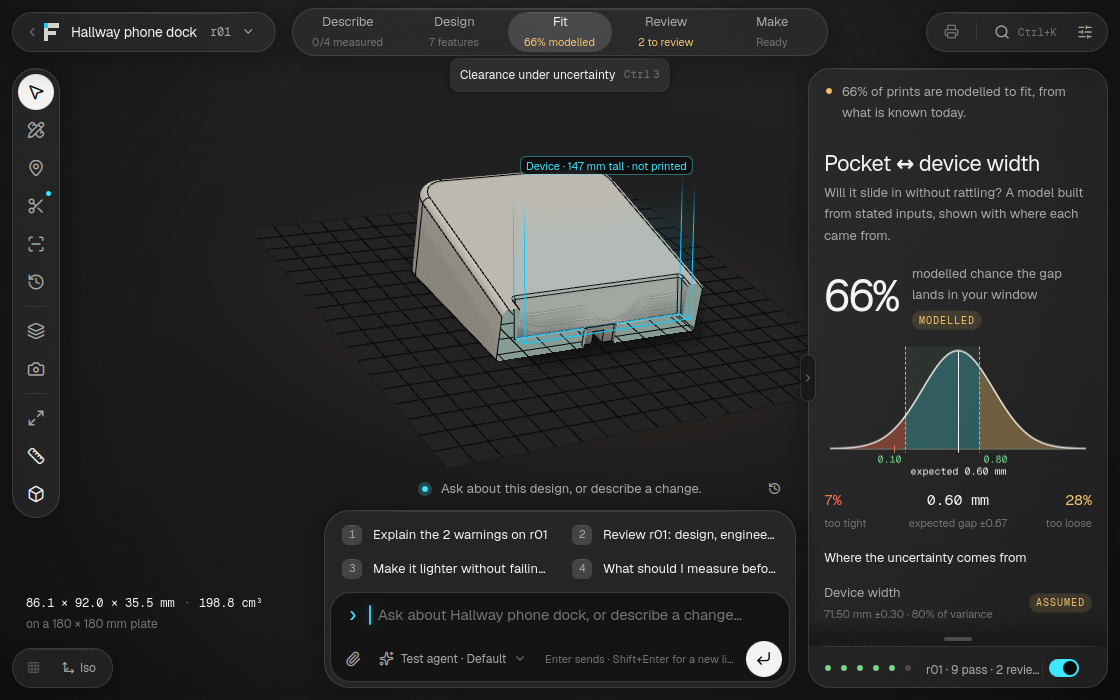 Hallway phone dock r01
Describe
0/4 measured
Design
7 features
Fit
66% modelled
Review
2 to review
Make
Ready
Ctrl+K
Clearance under uncertainty Ctrl 3
Device · 147 mm tall · not printed
66% of prints are modelled to fit, from
what is known today.
Pocket ↔ device width
Will it slide in without rattling? A model built
from stated inputs, shown with where each
came from.
66%
modelled chance the gap
lands in your window
MODELLED
0.10
0.80
expected 0.60 mm
7%
too tight
0.60 mm
expected gap ±0.67
28%
too loose
Where the uncertainty comes from
Device width
71.50 mm ±0.30 · 80% of variance
ASSUMED
r01 · 9 pass · 2 revie…
Ask about this design, or describe a change.
1 Explain the 2 warnings on r01
2 Review r01: design, enginee…
3 Make it lighter without failin…
4 What should I measure befo…
Ask about Hallway phone dock, or describe a change…
Test agent · Default
Enter sends · Shift+Enter for a new li…
86.1 × 92.0 × 35.5 mm · 198.8 cm³
on a 180 × 180 mm plate
Iso